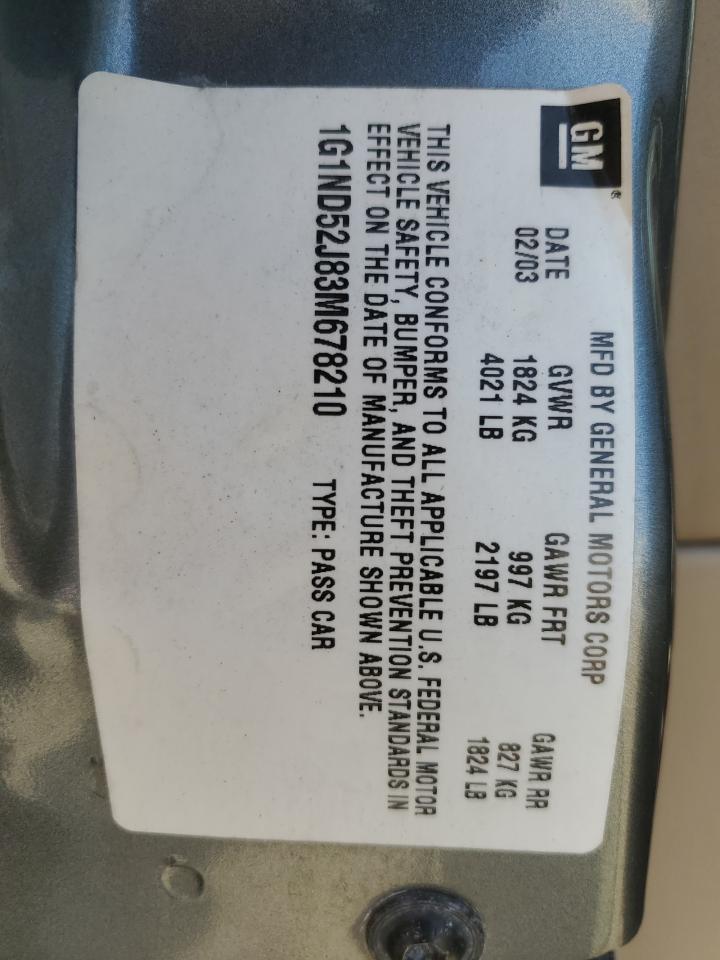 GM®
MFD BY GENERAL MOTORS CORP
DATE GVWR GAWR FRT GAWR RR
02/03 1824 KG 997 KG 827 KG
4021 LB 2197 LB 1824 LB
THIS VEHICLE CONFORMS TO ALL APPLICABLE U.S. FEDERAL MOTOR
VEHICLE SAFETY, BUMPER, AND THEFT PREVENTION STANDARDS IN
EFFECT ON THE DATE OF MANUFACTURE SHOWN ABOVE.
1G1ND52J83M678210 TYPE: PASS CAR